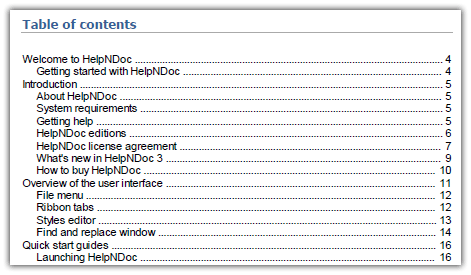 Table of contents
Welcome to HelpNDoc ........................................ 4
Getting started with HelpNDoc ........................................ 4
Introduction ........................................ 5
About HelpNDoc ........................................ 5
System requirements ........................................ 5
Getting help ........................................ 5
HelpNDoc editions ........................................ 6
HelpNDoc license agreement ........................................ 7
What's new in HelpNDoc 3 ........................................ 9
How to buy HelpNDoc ........................................ 10
Overview of the user interface ........................................ 11
File menu ........................................ 12
Ribbon tabs ........................................ 12
Styles editor ........................................ 13
Find and replace window ........................................ 14
Quick start guides ........................................ 16
Launching HelpNDoc ........................................ 16